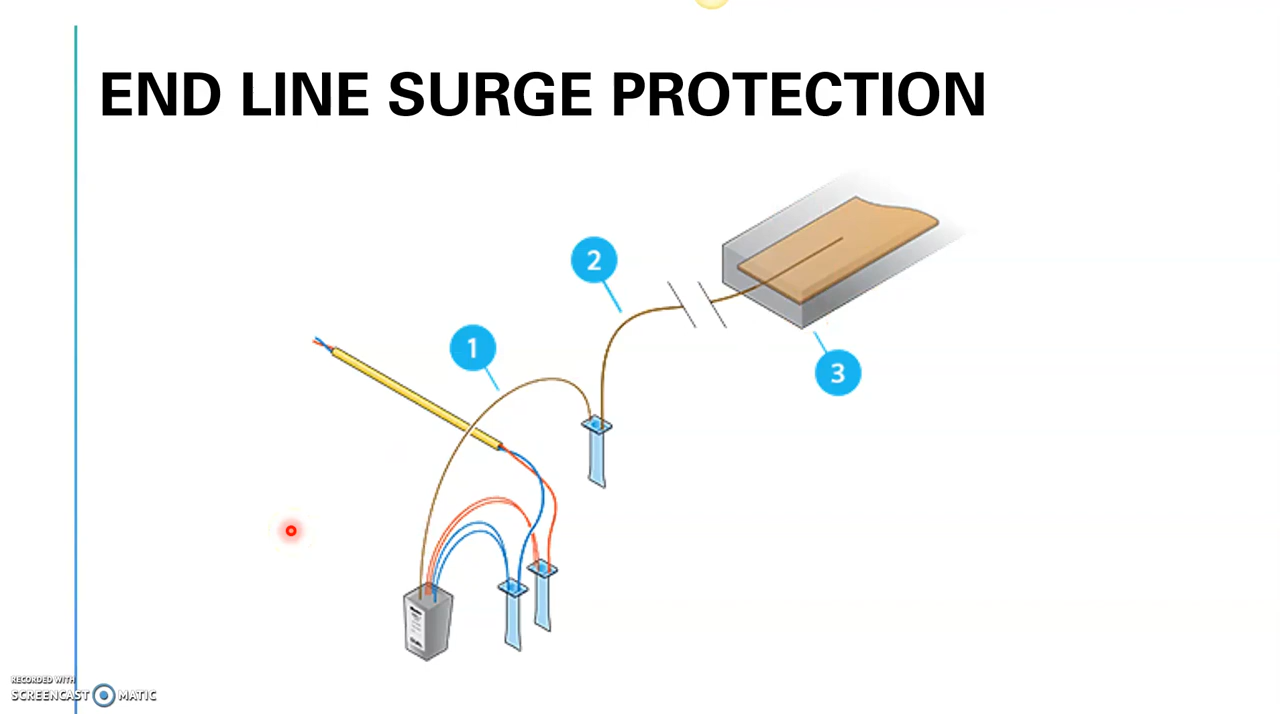 END LINE SURGE PROTECTION
2
1
3
RECORDED WITH
SCREENCAST MATIC